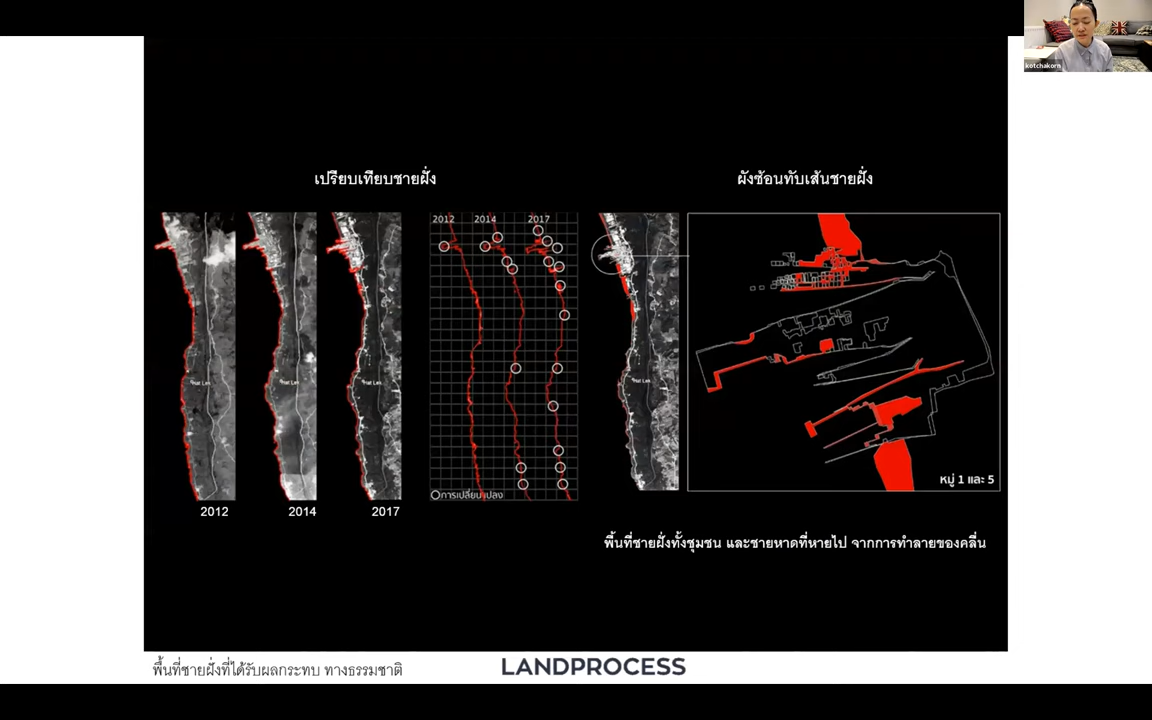 kotchakorn
เปรียบเทียบชายฝั่ง
ผังซ้อนทับเส้นชายฝั่ง
2012
2014
2017
การเปลี่ยนแปลง
2012
2014
2017
หมู่ 1 และ 5
พื้นที่ชายฝั่งทั้งชุมชน และชายหาดที่หายไป จากการทำลายของคลื่น
พื้นที่ชายฝั่งที่ได้รับผลกระทบ ทางธรรมชาติ
LANDPROCESS